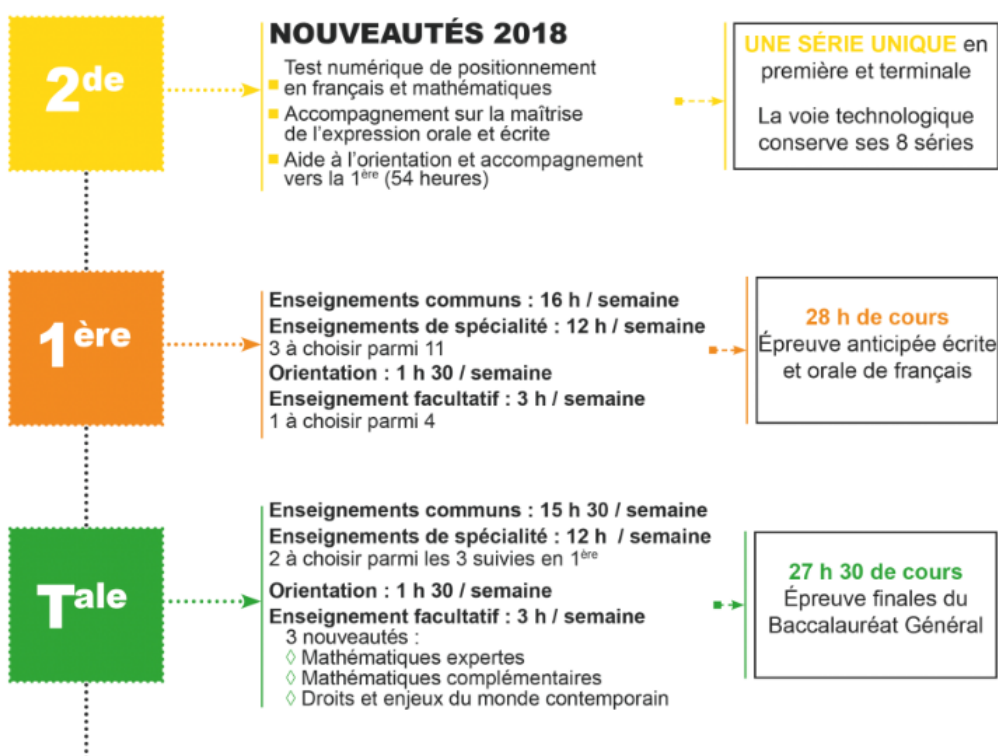 2de
NOUVEAUTÉS 2018
Test numérique de positionnement
en français et mathématiques
Accompagnement sur la maîtrise
de l'expression orale et écrite
Aide à l'orientation et accompagnement
vers la 1ère (54 heures)
UNE SÉRIE UNIQUE en
première et terminale
La voie technologique
conserve ses 8 séries
1ère
Enseignements communs : 16 h / semaine
Enseignements de spécialité : 12 h / semaine
3 à choisir parmi 11
Orientation : 1 h 30 / semaine
Enseignement facultatif : 3 h / semaine
1 à choisir parmi 4
28 h de cours
Épreuve anticipée écrite
et orale de français
Tale
Enseignements communs : 15 h 30 / semaine
Enseignements de spécialité : 12 h / semaine
2 à choisir parmi les 3 suivies en 1ère
Orientation : 1 h 30 / semaine
Enseignement facultatif : 3 h / semaine
3 nouveautés :
◊ Mathématiques expertes
◊ Mathématiques complémentaires
◊ Droits et enjeux du monde contemporain
27 h 30 de cours
Épreuve finales du
Baccalauréat Général